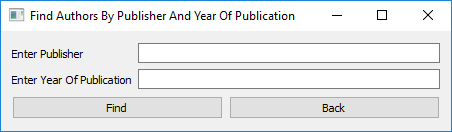 Find Authors By Publisher And Year Of Publication
Enter Publisher
Enter Year Of Publication
Find Back